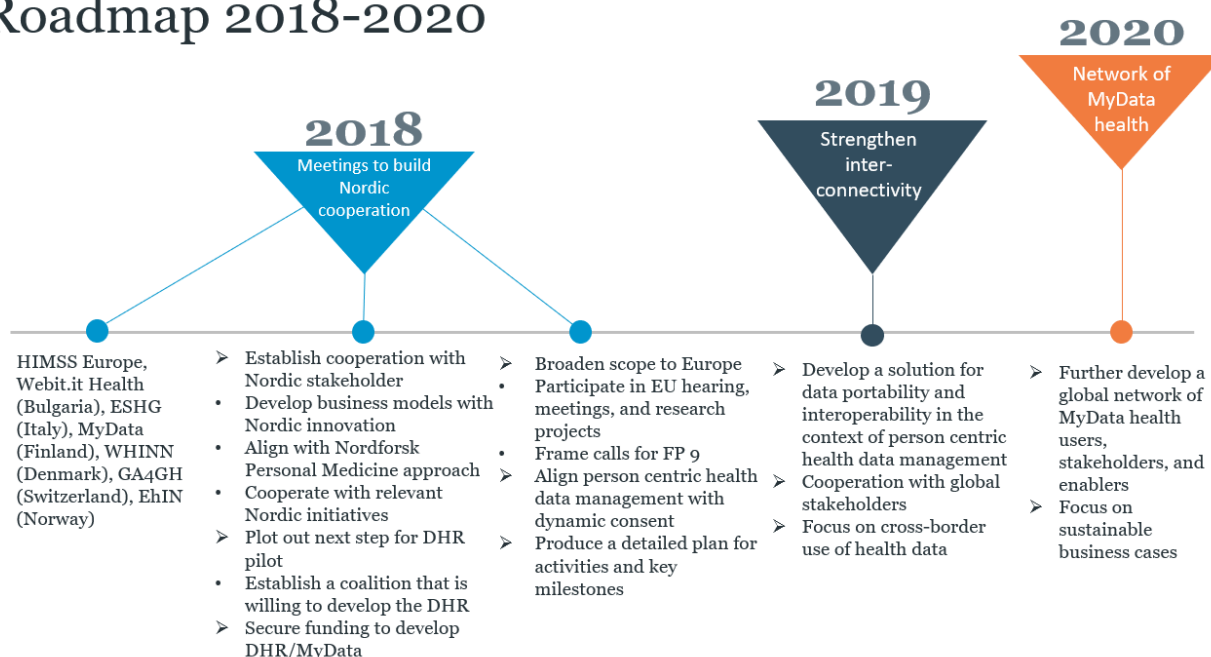 Roadmap 2018-2020
2018
Meetings to build
Nordic
cooperation
2019
Strengthen
inter-
connectivity
2020
Network of
MyData
health
HIMSS Europe,
Webit.it Health
(Bulgaria), ESHG
(Italy), MyData
(Finland), WHINN
(Denmark), GA4GH
(Switzerland), EhIN
(Norway)
➢ Establish cooperation with
Nordic stakeholder
• Develop business models with
Nordic innovation
• Align with Nordforsk
Personal Medicine approach
• Cooperate with relevant
Nordic initiatives
➢ Plot out next step for DHR
pilot
• Establish a coalition that is
willing to develop the DHR
➢ Secure funding to develop
DHR/MyData
➢ Broaden scope to Europe
• Participate in EU hearing,
meetings, and research
projects
• Frame calls for FP 9
➢ Align person centric health
data management with
dynamic consent
➢ Produce a detailed plan for
activities and key
milestones
➢ Develop a solution for
data portability and
interoperability in the
context of person centric
health data management
➢ Cooperation with global
stakeholders
➢ Focus on cross-border
use of health data
➢ Further develop a
global network of
MyData health
users,
stakeholders, and
enablers
➢ Focus on
sustainable
business cases